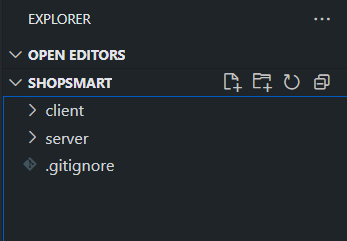 EXPLORER
OPEN EDITORS
SHOPSMART
client
server
.gitignore